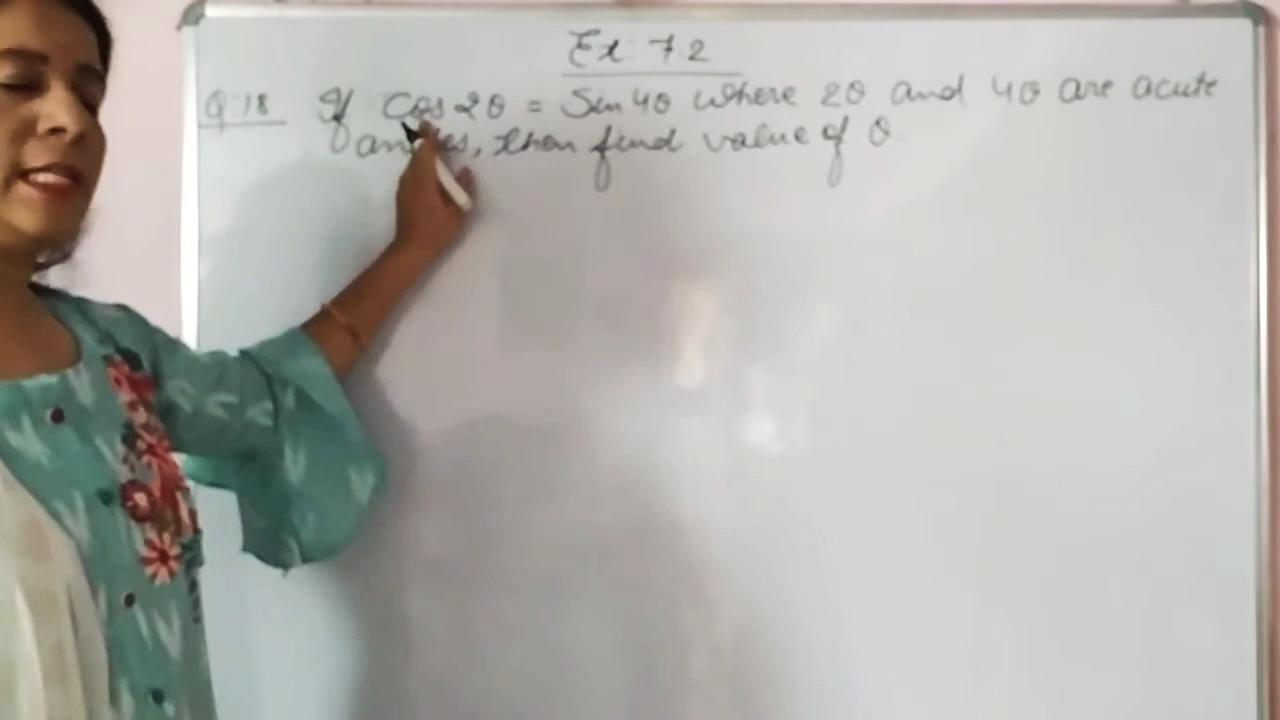 Ex 7.2
Q.18 If Cos 2θ = Sin 4θ where 2θ and 4θ are acute
angles, then find value of θ